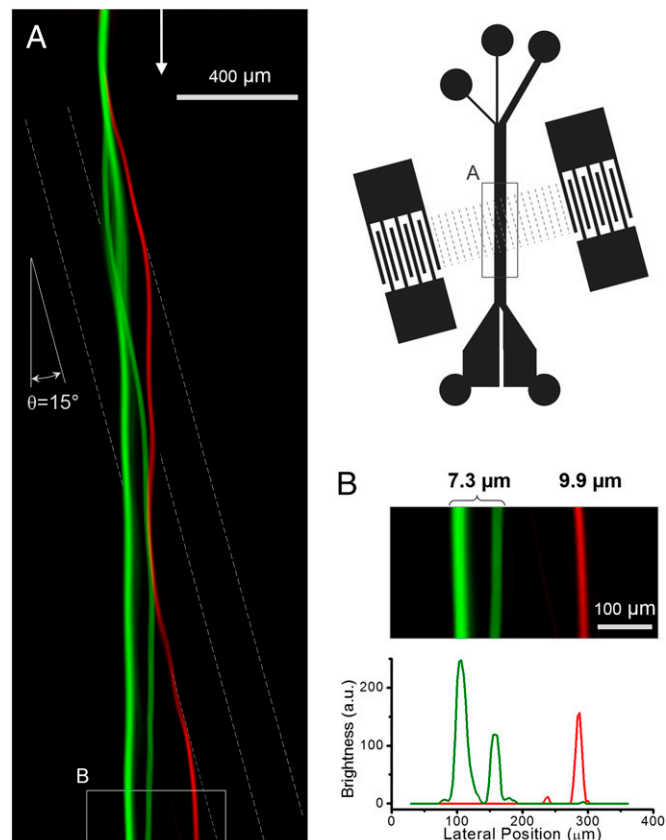 A
400 µm
θ=15°
B
A
B
7.3 µm
9.9 µm
100 µm
Brightness (a.u.)
200
100
0
0
100
200
300
400
Lateral Position (µm)